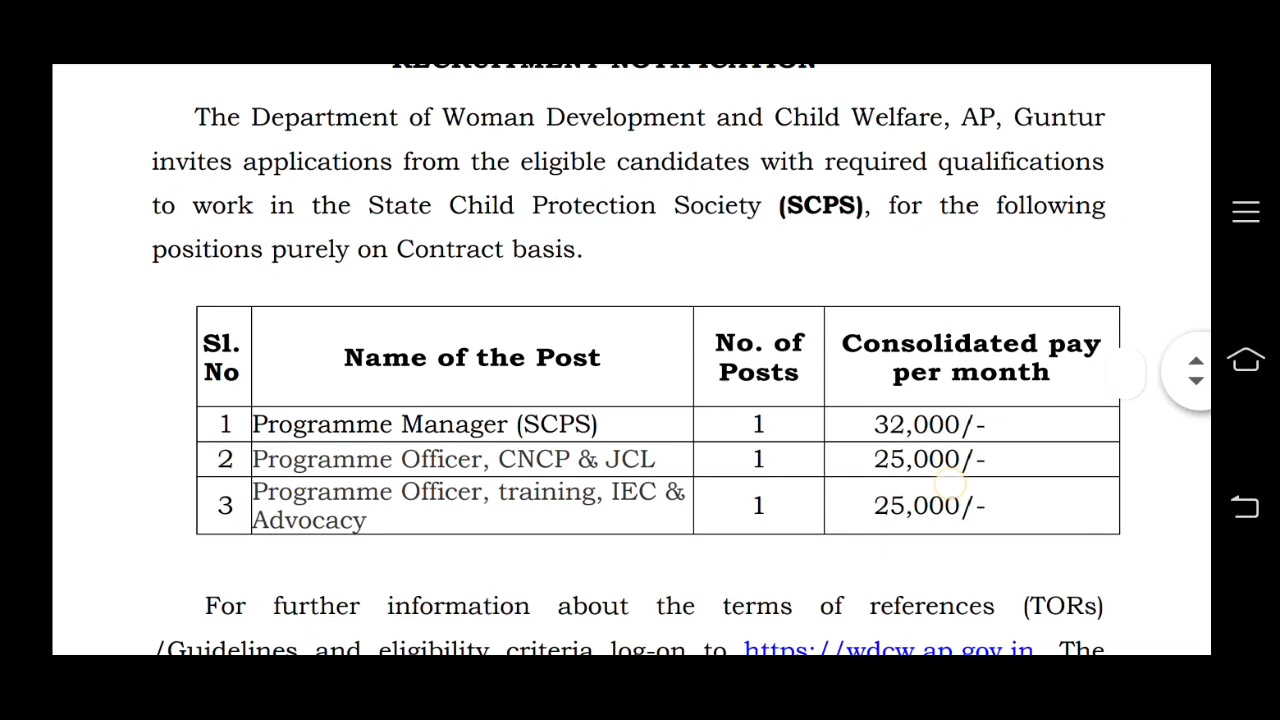 RECRUITMENT NOTIFICATION
The Department of Woman Development and Child Welfare, AP, Guntur
invites applications from the eligible candidates with required qualifications
to work in the State Child Protection Society (SCPS), for the following
positions purely on Contract basis.
Sl. No Name of the Post No. of Posts Consolidated pay per month
1 Programme Manager (SCPS) 1 32,000/-
2 Programme Officer, CNCP & JCL 1 25,000/-
3 Programme Officer, training, IEC & Advocacy 1 25,000/-
For further information about the terms of references (TORs)
/Guidelines and eligibility criteria log-on to https://wdcw.ap.gov.in. The